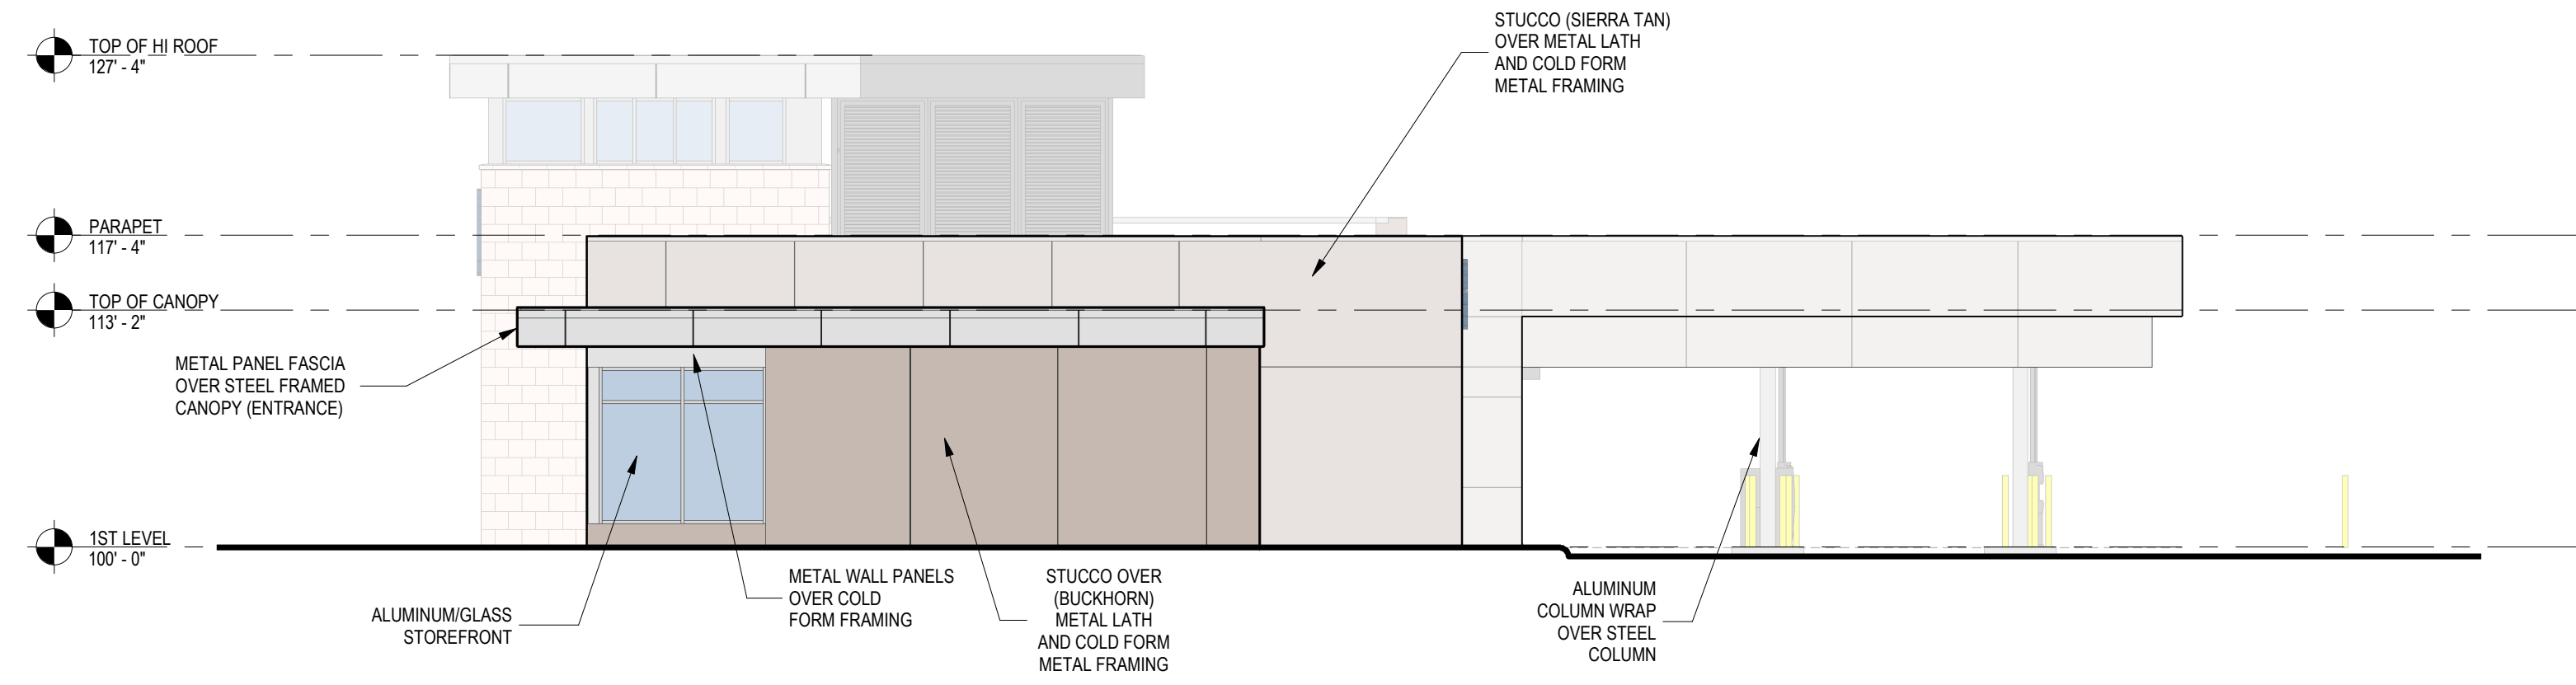 STUCCO (SIERRA TAN)
OVER METAL LATH
AND COLD FORM
METAL FRAMING
TOP OF HI ROOF
127' - 4"
PARAPET
117' - 4"
TOP OF CANOPY
113' - 2"
METAL PANEL FASCIA
OVER STEEL FRAMED
CANOPY (ENTRANCE)
1ST LEVEL
100' - 0"
ALUMINUM/GLASS
STOREFRONT
METAL WALL PANELS
OVER COLD
FORM FRAMING
STUCCO OVER
(BUCKHORN)
METAL LATH
AND COLD FORM
METAL FRAMING
ALUMINUM
COLUMN WRAP
OVER STEEL
COLUMN